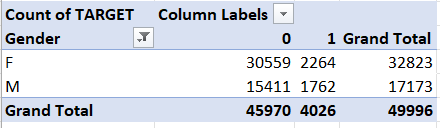 Count of TARGET Column Labels
Gender 0 1 Grand Total
F 30559 2264 32823
M 15411 1762 17173
Grand Total 45970 4026 49996